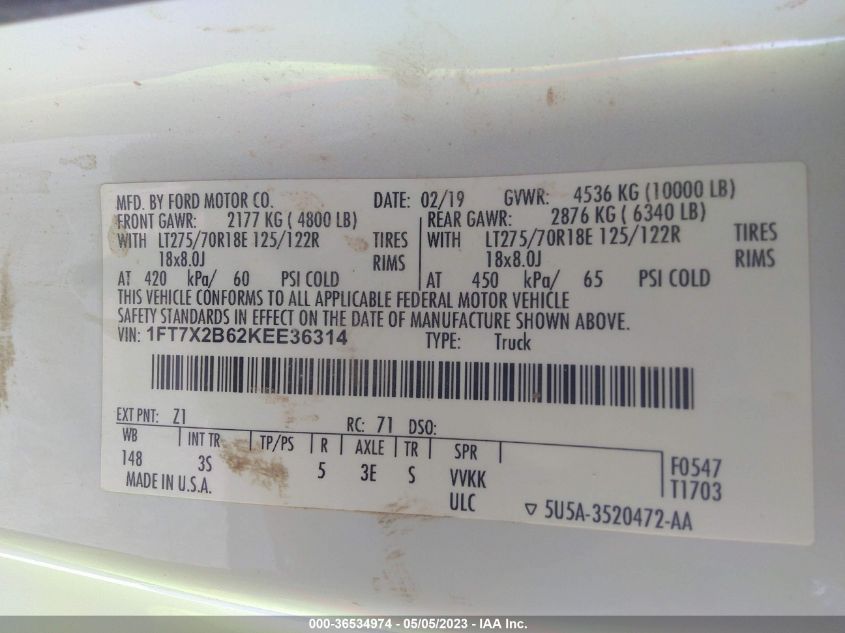 MFD. BY FORD MOTOR CO. DATE: 02/19 GVWR: 4536 KG (10000 LB)
FRONT GAWR: 2177 KG ( 4800 LB) REAR GAWR: 2876 KG ( 6340 LB)
WITH LT275/70R18E 125/122R TIRES WITH LT275/70R18E 125/122R TIRES
18x8.0J RIMS 18x8.0J RIMS
AT 420 kPa/ 60 PSI COLD AT 450 kPa/ 65 PSI COLD
THIS VEHICLE CONFORMS TO ALL APPLICABLE FEDERAL MOTOR VEHICLE
SAFETY STANDARDS IN EFFECT ON THE DATE OF MANUFACTURE SHOWN ABOVE.
VIN: 1FT7X2B62KEE36314 TYPE: Truck
EXT PNT: Z1 RC: 71 DSO:
WB INT TR TP/PS R AXLE TR SPR
148 3S 5 3E S VVKK F0547
MADE IN U.S.A. ULC T1703
5U5A-3520472-AA
000-36534974 - 05/05/2023 - © IAA Inc.